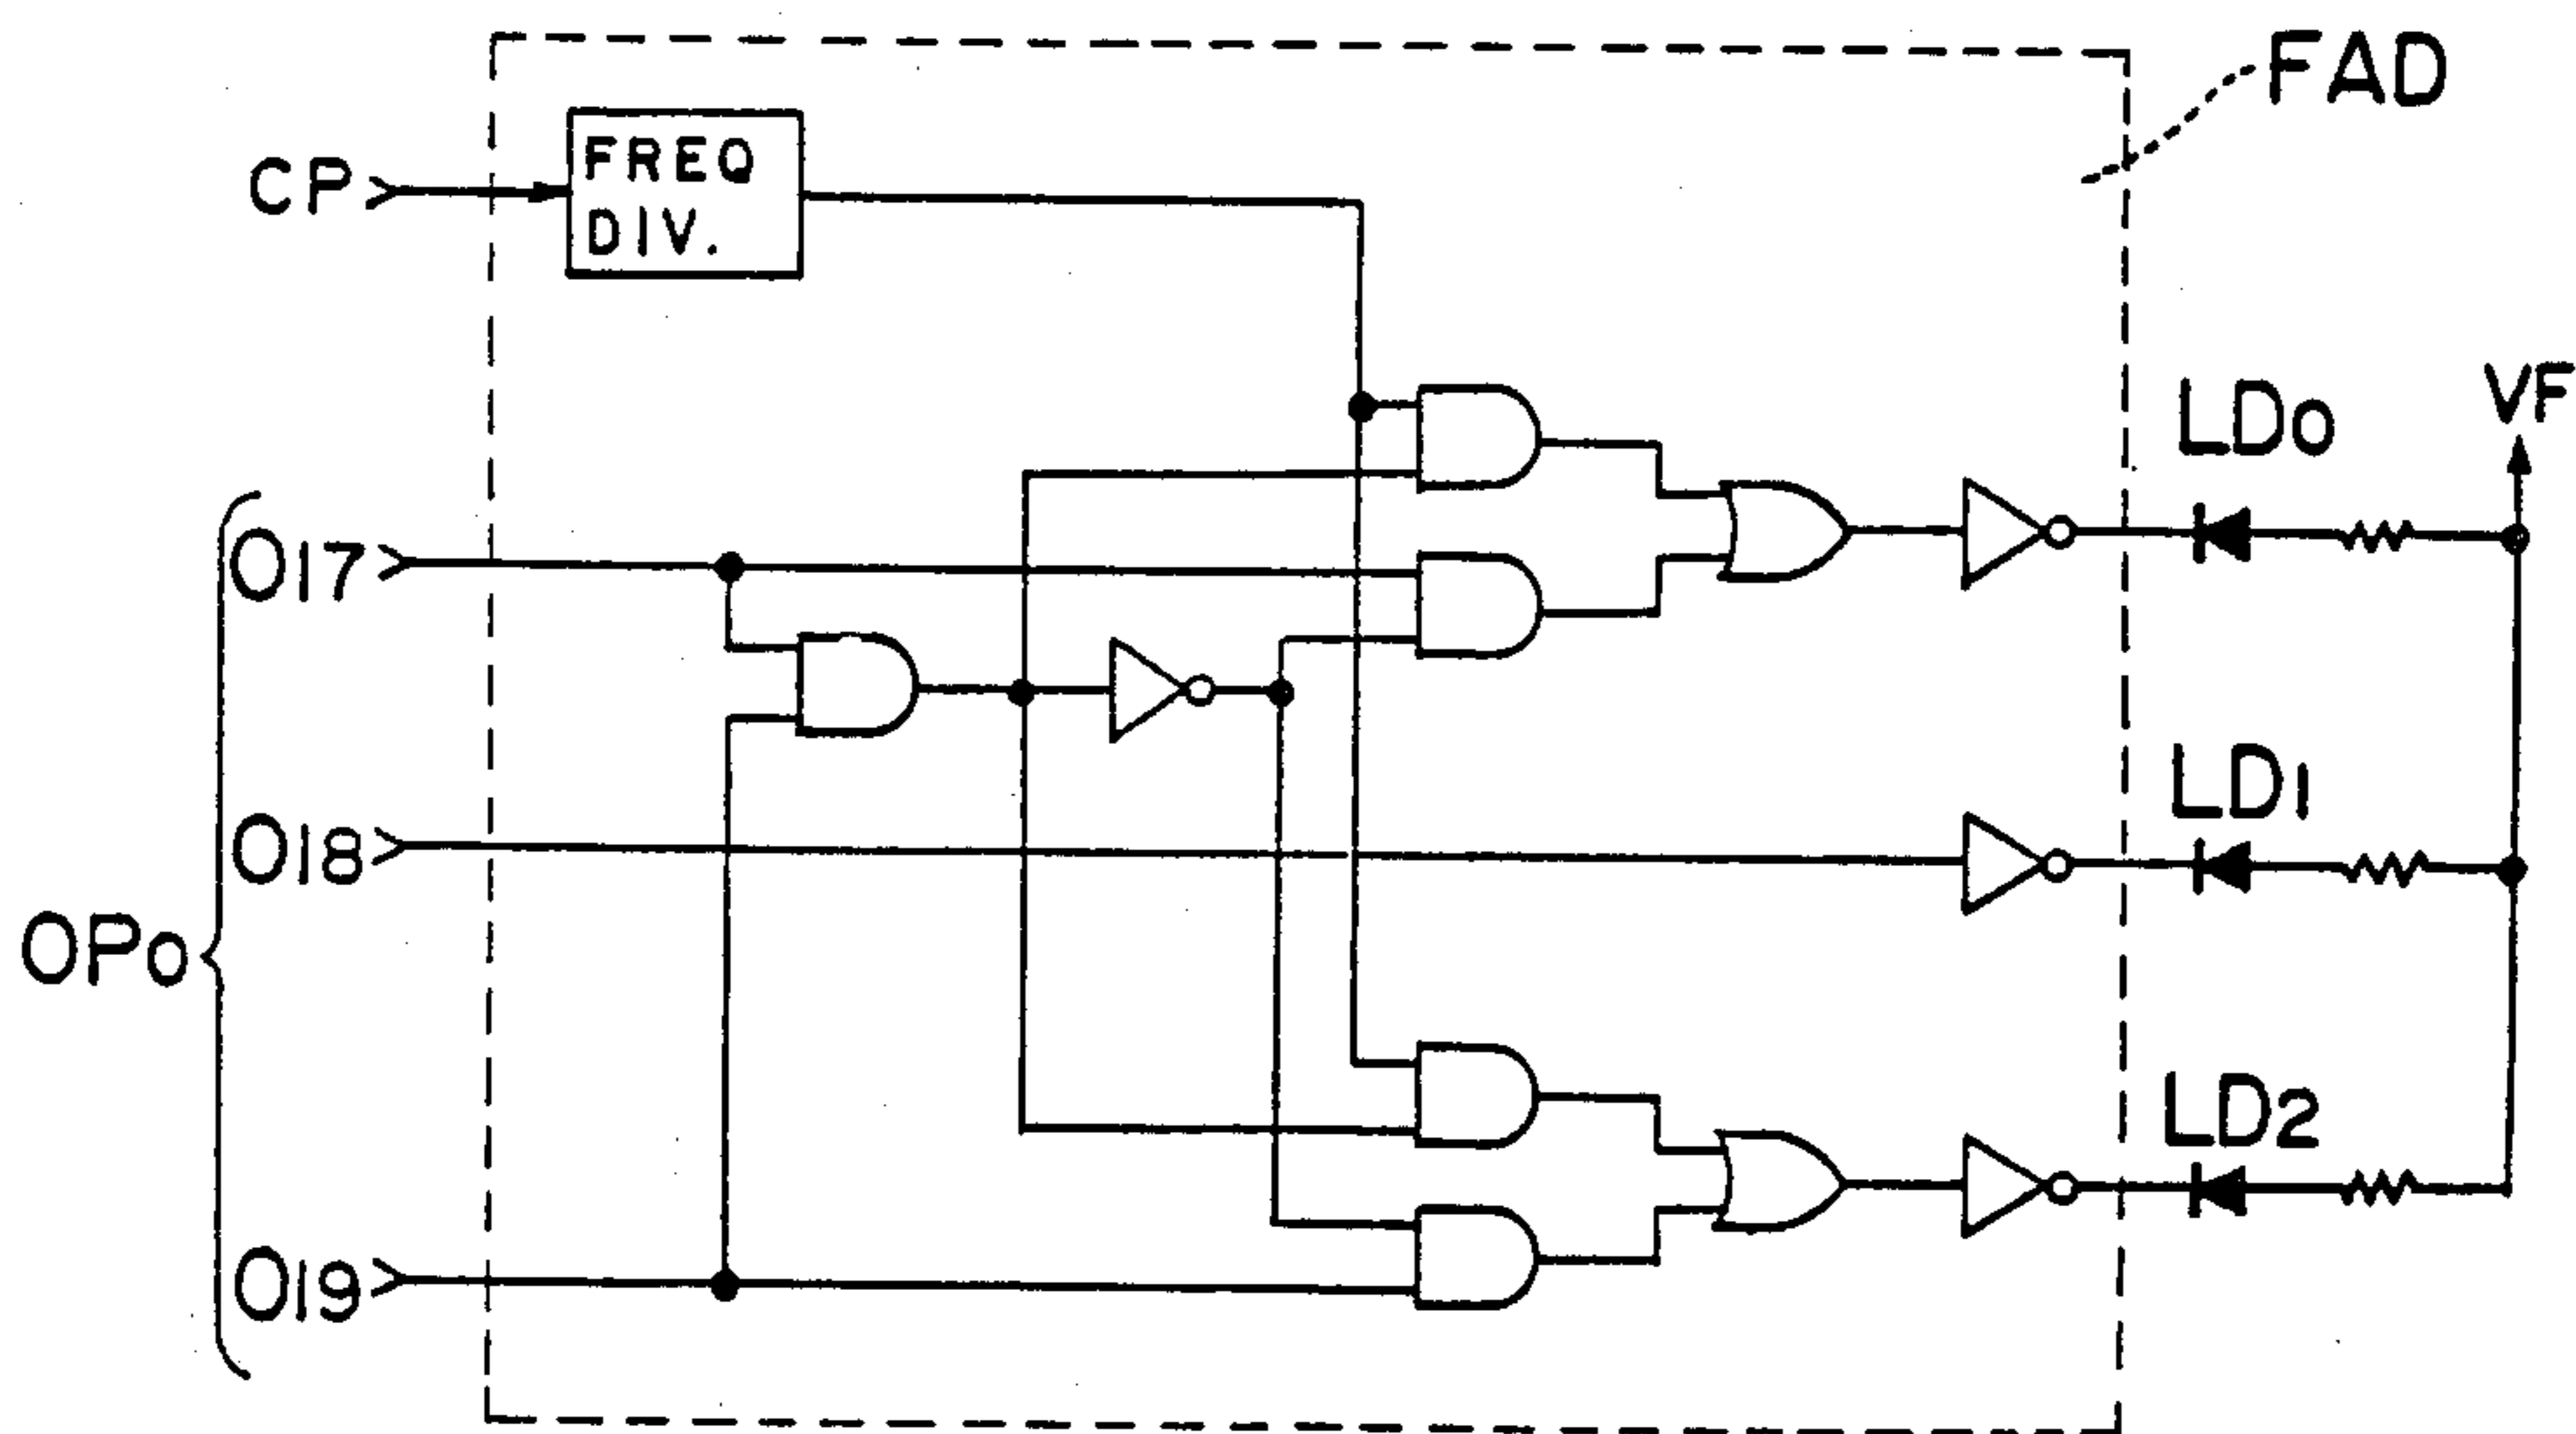 FAD
CP
FREQ
DIV.
VF
LD0
O17
LD1
O18
OP0
LD2
O19